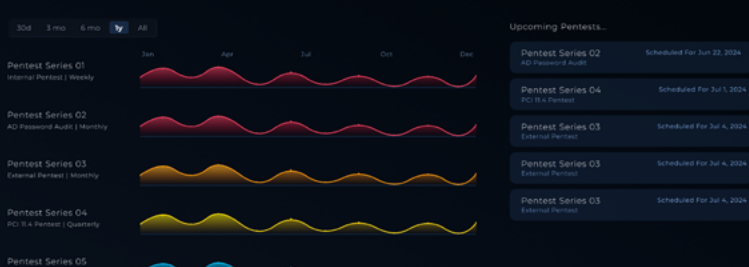 30d 3 mo 6 mo 1y All
Jan Apr Jul Oct Dec
Pentest Series 01
Internal Pentest | Weekly
Pentest Series 02
AD Password Audit | Monthly
Pentest Series 03
External Pentest | Monthly
Pentest Series 04
PCI 11.4 Pentest | Quarterly
Pentest Series 05
Upcoming Pentests...
Pentest Series 02 Scheduled For Jun 22, 2024
AD Password Audit
Pentest Series 04 Scheduled For Jul 1, 2024
PCI 11.4 Pentest
Pentest Series 03 Scheduled For Jul 4, 2024
External Pentest
Pentest Series 03 Scheduled For Jul 4, 2024
External Pentest
Pentest Series 03 Scheduled For Jul 4, 2024
External Pentest